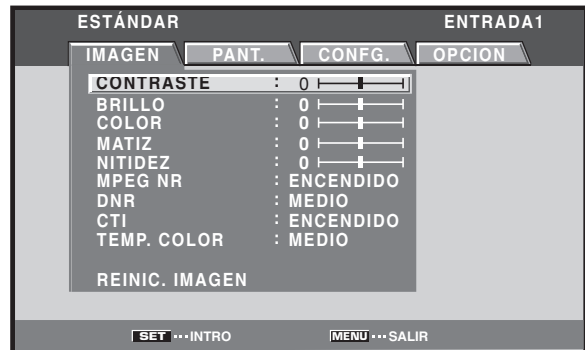 ESTÁNDAR ENTRADA1
IMAGEN PANT. CONFG. OPCION
CONTRASTE : 0
BRILLO : 0
COLOR : 0
MATIZ : 0
NITIDEZ : 0
MPEG NR : ENCENDIDO
DNR : MEDIO
CTI : ENCENDIDO
TEMP. COLOR : MEDIO
REINIC. IMAGEN
SET ··· INTRO MENU ··· SALIR